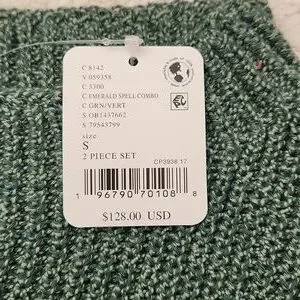 C 8142
V 059358
C 3300
C EMERALD SPELL COMBO
C GRN/VERT
S OB1437662
S 79543799
size
S
2 PIECE SET
CP3938 17
1 96790 70108 8
$128.00 USD